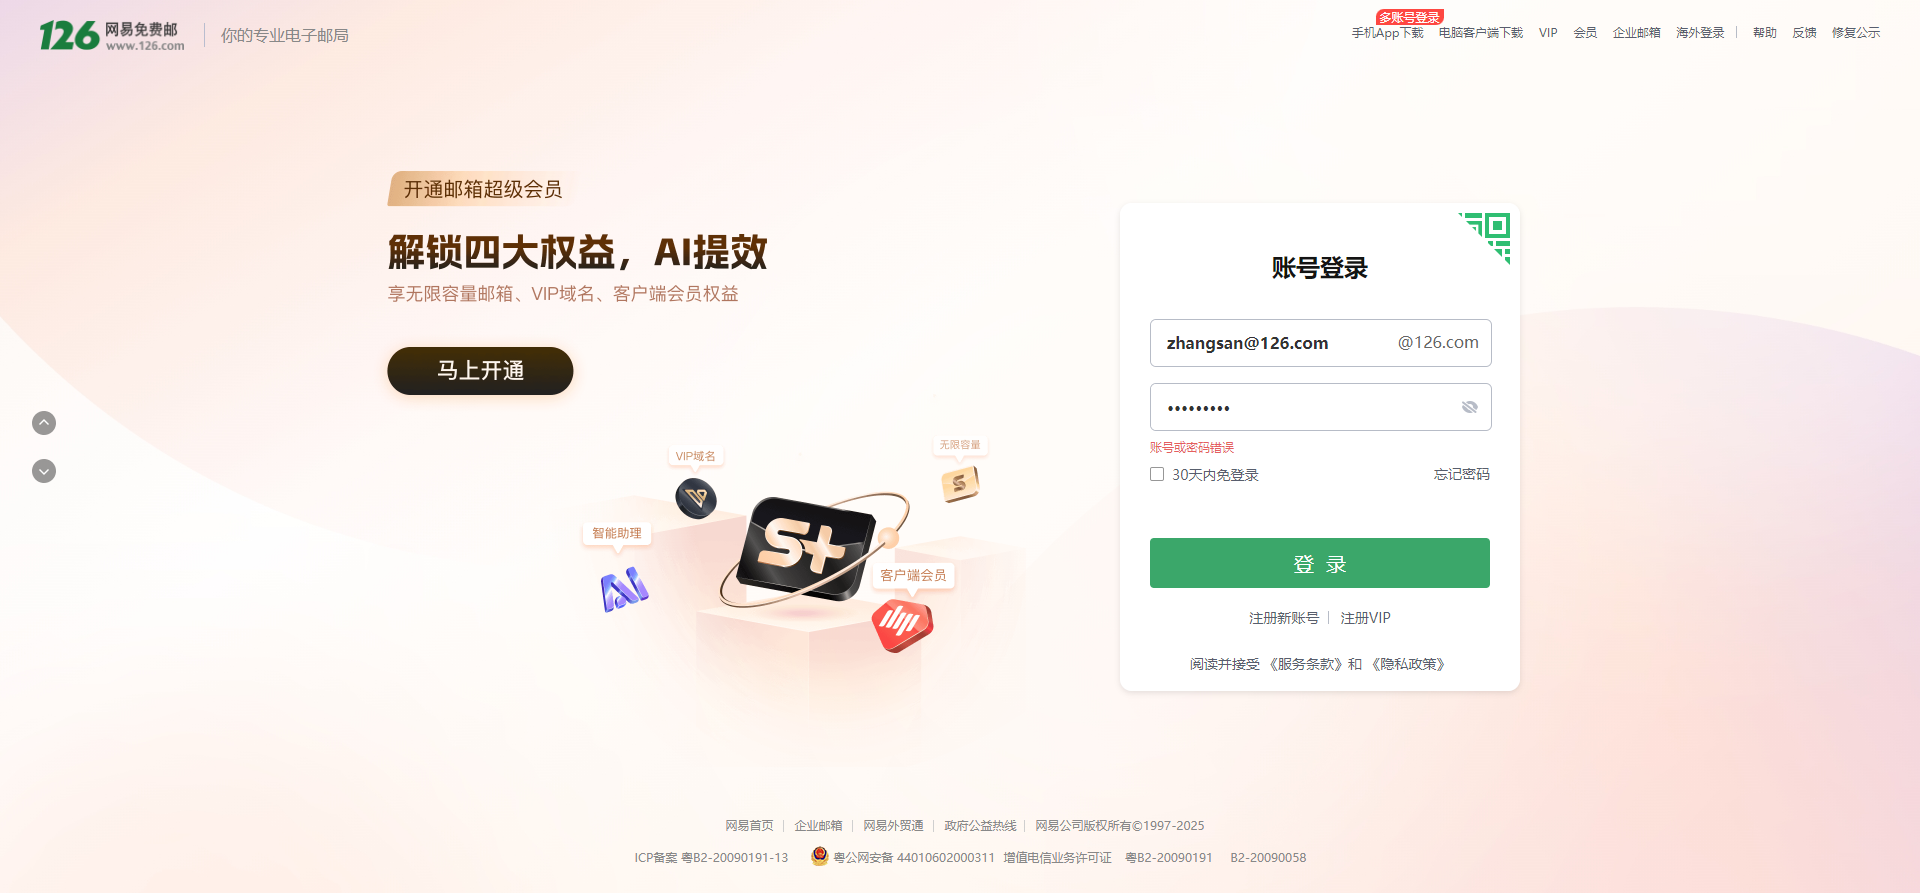 126 网易免费邮
www.126.com
你的专业电子邮局
多账号登录
手机App下载 电脑客户端下载 VIP 会员 企业邮箱 海外登录 | 帮助 反馈 修复公示
开通邮箱超级会员
解锁四大权益，AI提效
享无限容量邮箱、VIP域名、客户端会员权益
马上开通
无限容量
S
VIP域名
V
智能助理
AI
S+
客户端会员
账号登录
zhangsan@126.com @126.com
•••••••••
账号或密码错误
30天内免登录 忘记密码
登 录
注册新账号 | 注册VIP
阅读并接受《服务条款》和《隐私政策》
网易首页 | 企业邮箱 | 网易外贸通 | 政府公益热线 | 网易公司版权所有©1997-2025
ICP备案 粤B2-20090191-13 粤公网安备 44010602000311 增值电信业务许可证 粤B2-20090191 B2-20090058